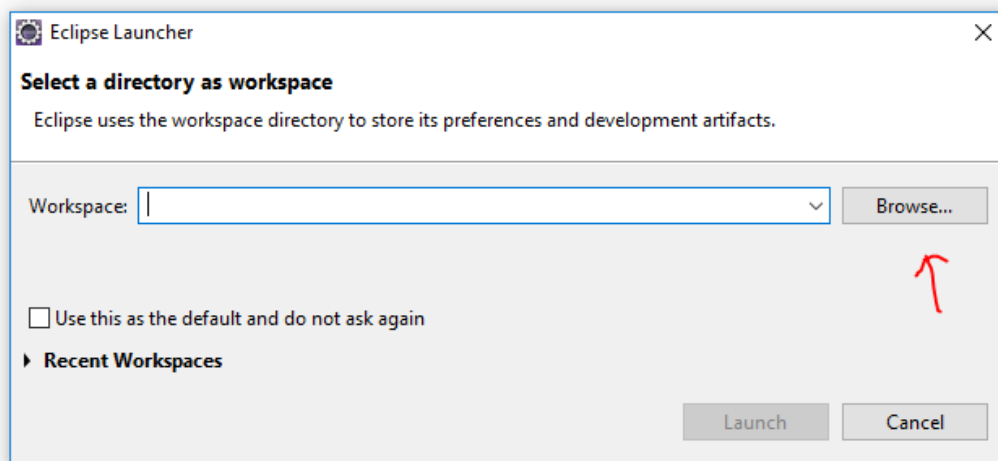 Eclipse Launcher
Select a directory as workspace
Eclipse uses the workspace directory to store its preferences and development artifacts.
Workspace: Browse...
Use this as the default and do not ask again
Recent Workspaces
Launch Cancel